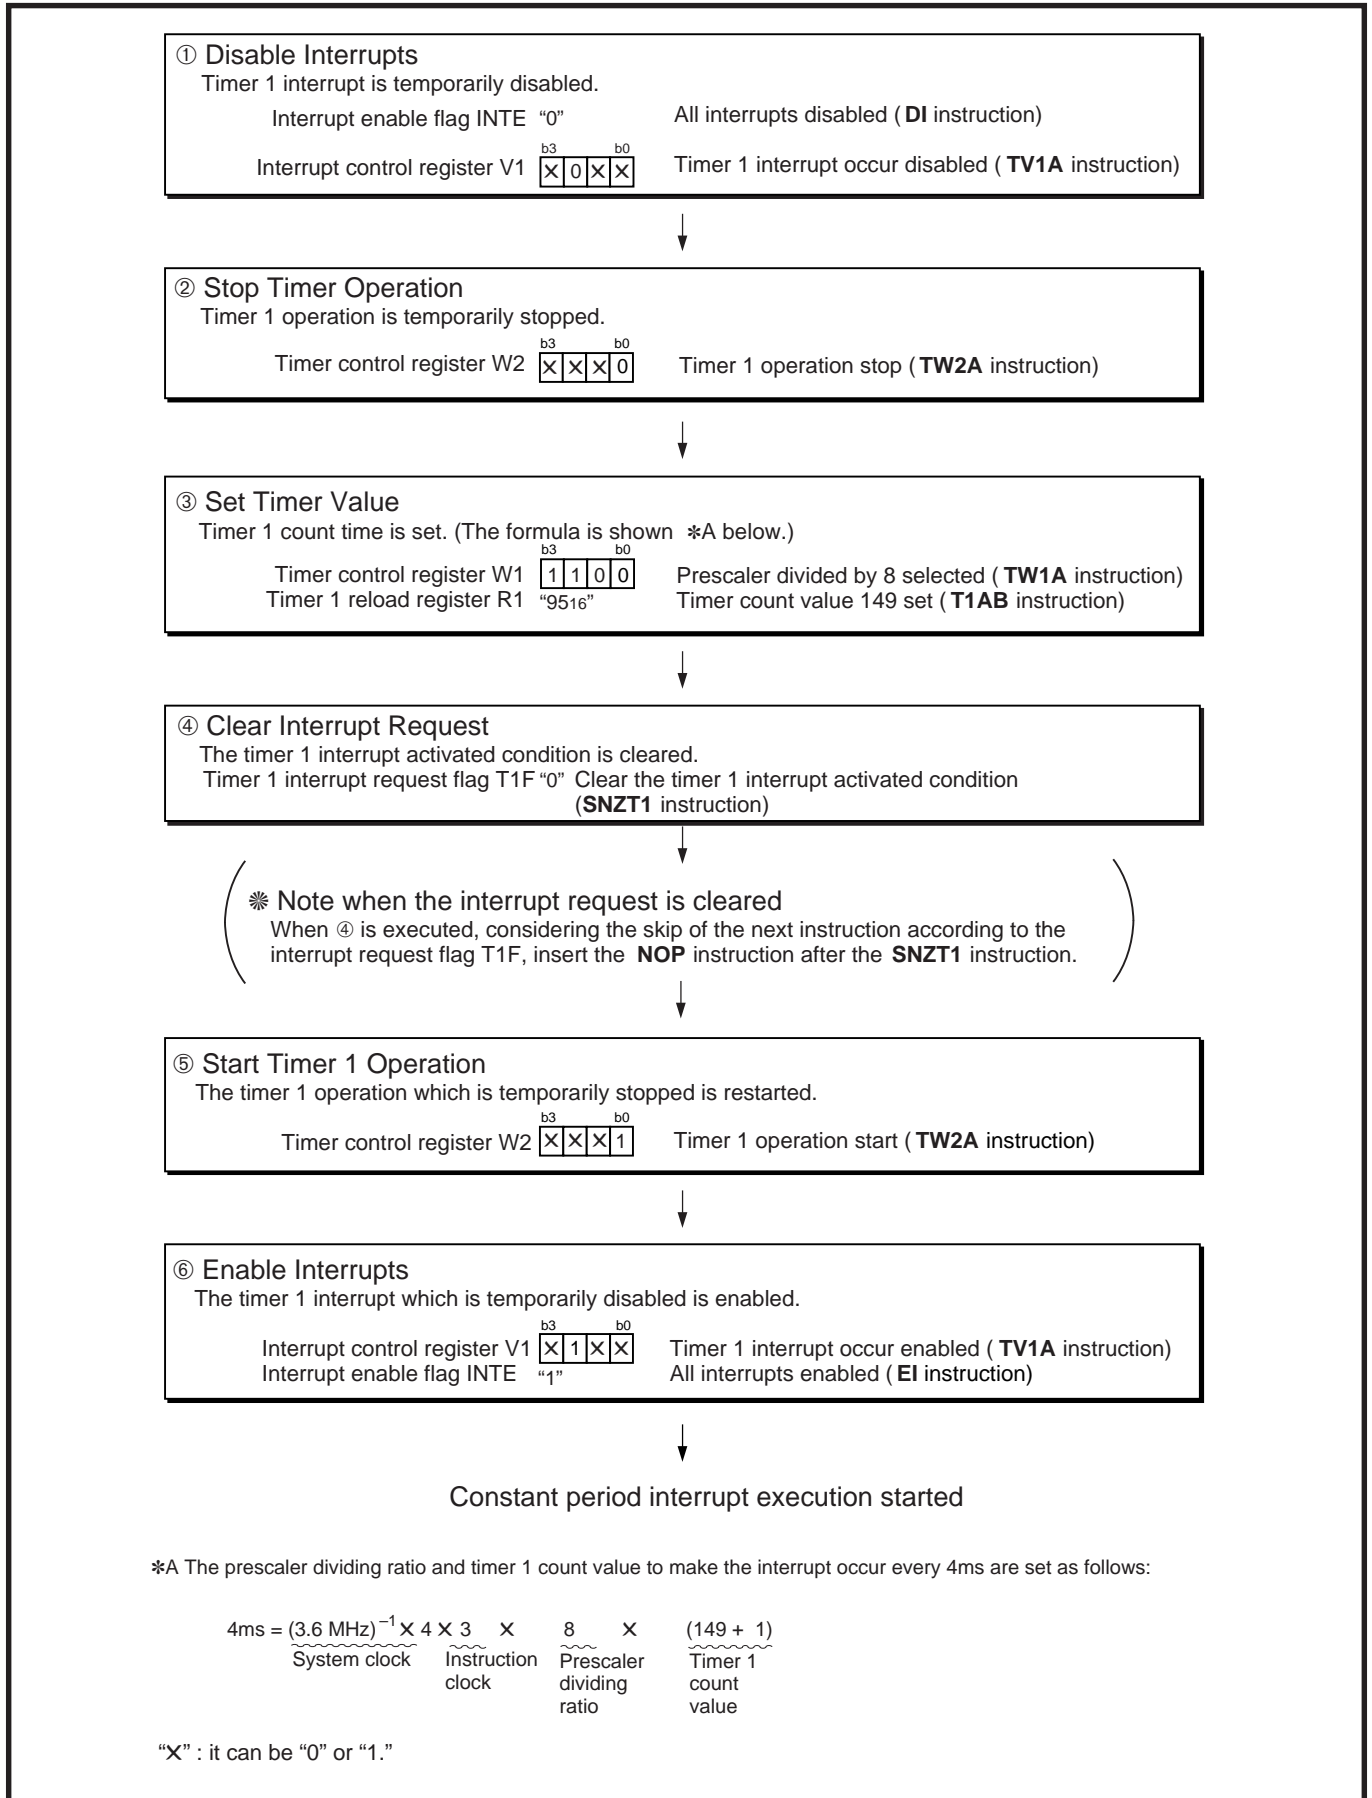 ① Disable Interrupts
Timer 1 interrupt is temporarily disabled.
Interrupt enable flag INTE “0” All interrupts disabled ( DI instruction)
b3 b0
Interrupt control register V1 ✕ 0 ✕ ✕ Timer 1 interrupt occur disabled ( TV1A instruction)
② Stop Timer Operation
Timer 1 operation is temporarily stopped.
b3 b0
Timer control register W2 ✕ ✕ ✕ 0 Timer 1 operation stop ( TW2A instruction)
③ Set Timer Value
Timer 1 count time is set. (The formula is shown ✻A below.)
b3 b0
Timer control register W1 1 1 0 0 Prescaler divided by 8 selected ( TW1A instruction)
Timer 1 reload register R1 “9516” Timer count value 149 set ( T1AB instruction)
④ Clear Interrupt Request
The timer 1 interrupt activated condition is cleared.
Timer 1 interrupt request flag T1F “0” Clear the timer 1 interrupt activated condition
(SNZT1 instruction)
❊ Note when the interrupt request is cleared
When ④ is executed, considering the skip of the next instruction according to the
interrupt request flag T1F, insert the NOP instruction after the SNZT1 instruction.
⑤ Start Timer 1 Operation
The timer 1 operation which is temporarily stopped is restarted.
b3 b0
Timer control register W2 ✕ ✕ ✕ 1 Timer 1 operation start ( TW2A instruction)
⑥ Enable Interrupts
The timer 1 interrupt which is temporarily disabled is enabled.
b3 b0
Interrupt control register V1 ✕ 1 ✕ ✕ Timer 1 interrupt occur enabled ( TV1A instruction)
Interrupt enable flag INTE “1” All interrupts enabled ( EI instruction)
Constant period interrupt execution started
✻A The prescaler dividing ratio and timer 1 count value to make the interrupt occur every 4ms are set as follows:
4ms = (3.6 MHz)⁻¹ ✕ 4 ✕ 3 ✕ 8 ✕ (149 + 1)
System clock Instruction Prescaler Timer 1
clock dividing count
ratio value
“✕” : it can be “0” or “1.”